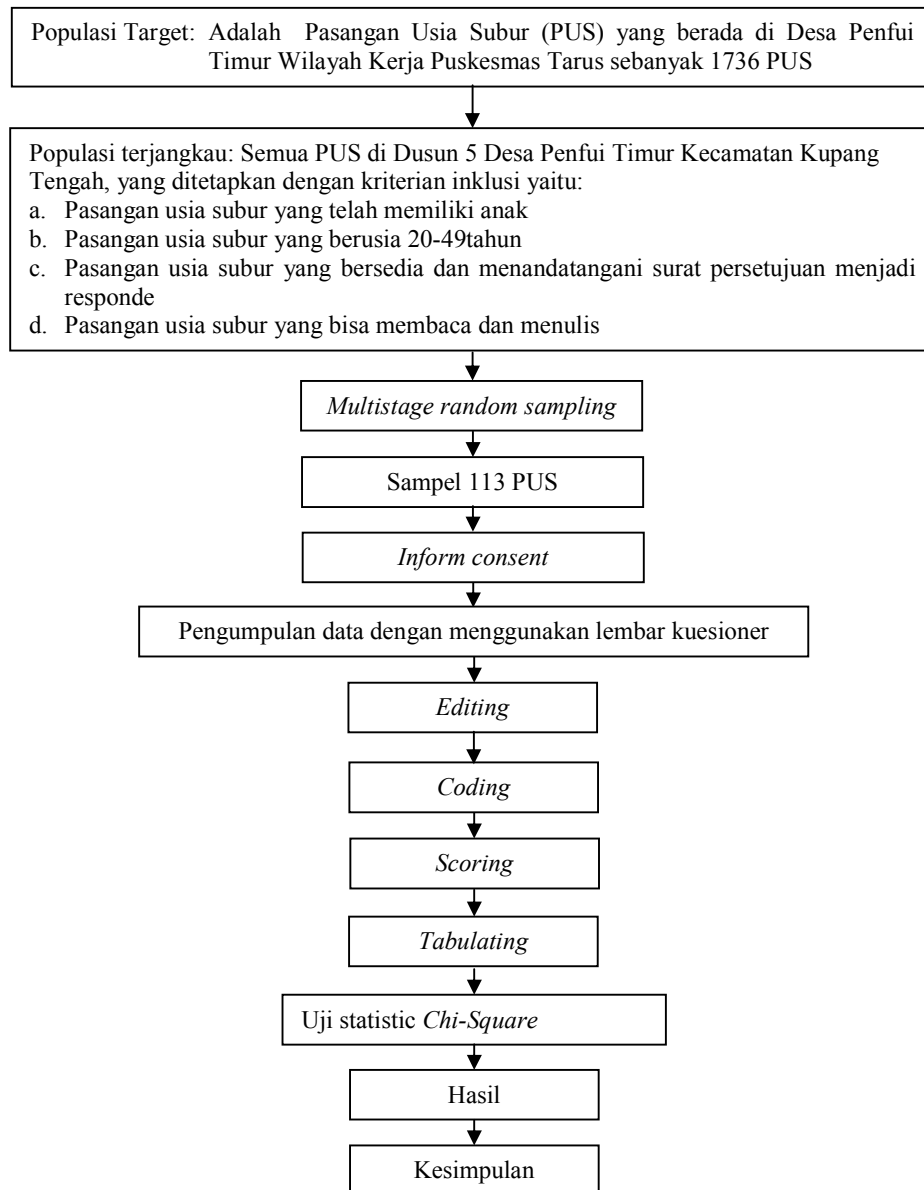 Populasi Target: Adalah Pasangan Usia Subur (PUS) yang berada di Desa Penfui
Timur Wilayah Kerja Puskesmas Tarus sebanyak 1736 PUS
Populasi terjangkau: Semua PUS di Dusun 5 Desa Penfui Timur Kecamatan Kupang
Tengah, yang ditetapkan dengan kriterian inklusi yaitu:
a. Pasangan usia subur yang telah memiliki anak
b. Pasangan usia subur yang berusia 20-49tahun
c. Pasangan usia subur yang bersedia dan menandatangani surat persetujuan menjadi
responde
d. Pasangan usia subur yang bisa membaca dan menulis
Multistage random sampling
Sampel 113 PUS
Inform consent
Pengumpulan data dengan menggunakan lembar kuesioner
Editing
Coding
Scoring
Tabulating
Uji statistic Chi-Square
Hasil
Kesimpulan